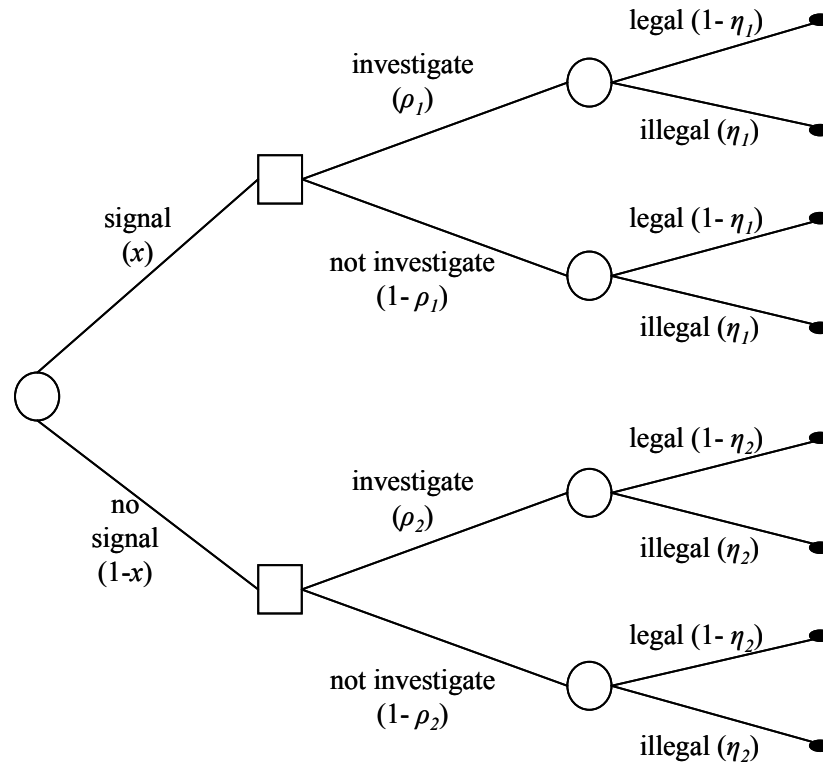 legal (1- η1)
investigate
(ρ1)
illegal (η1)
signal
(x)
legal (1- η1)
not investigate
(1- ρ1)
illegal (η1)
legal (1- η2)
investigate
(ρ2)
no
signal
(1-x)
illegal (η2)
legal (1- η2)
not investigate
(1- ρ2)
illegal (η2)